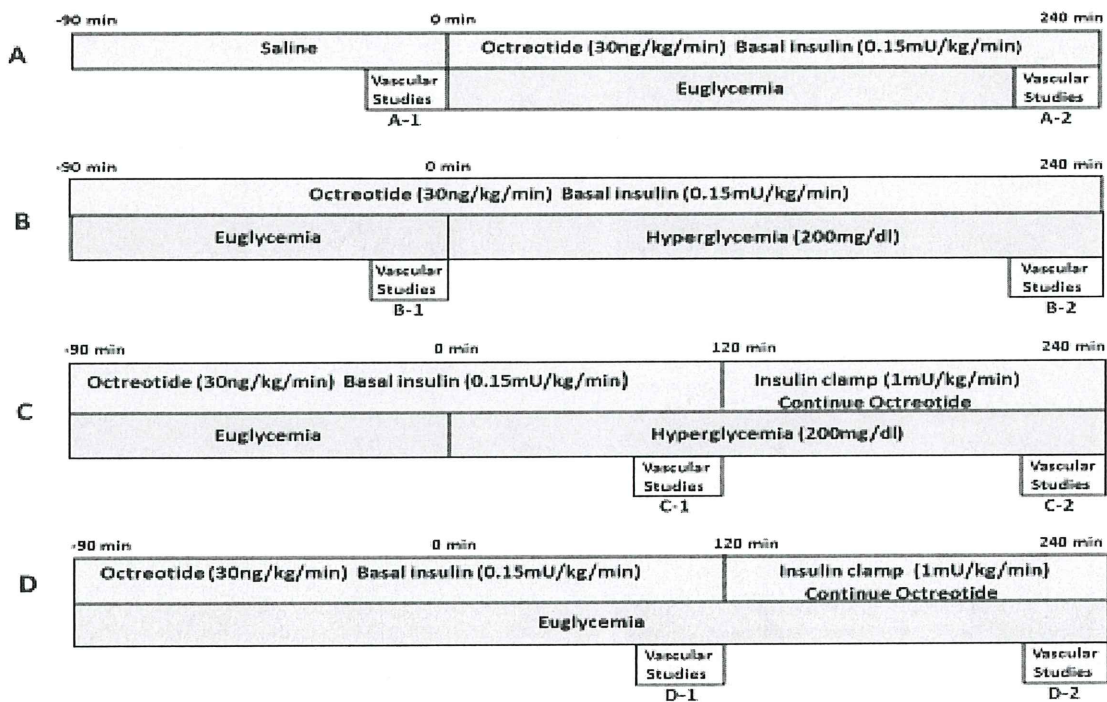 -90 min 0 min 240 min
A
Saline Octreotide (30ng/kg/min) Basal insulin (0.15mU/kg/min)
Vascular Studies Euglycemia Vascular Studies
A-1 A-2
-90 min 0 min 240 min
Octreotide (30ng/kg/min) Basal insulin (0.15mU/kg/min)
B
Euglycemia Hyperglycemia (200mg/dl)
Vascular Studies Vascular Studies
B-1 B-2
-90 min 0 min 120 min 240 min
Octreotide (30ng/kg/min) Basal insulin (0.15mU/kg/min) Insulin clamp (1mU/kg/min)
Continue Octreotide
C
Euglycemia Hyperglycemia (200mg/dl)
Vascular Studies Vascular Studies
C-1 C-2
-90 min 0 min 120 min 240 min
Octreotide (30ng/kg/min) Basal insulin (0.15mU/kg/min) Insulin clamp (1mU/kg/min)
D
Continue Octreotide
Euglycemia
Vascular Studies Vascular Studies
D-1 D-2